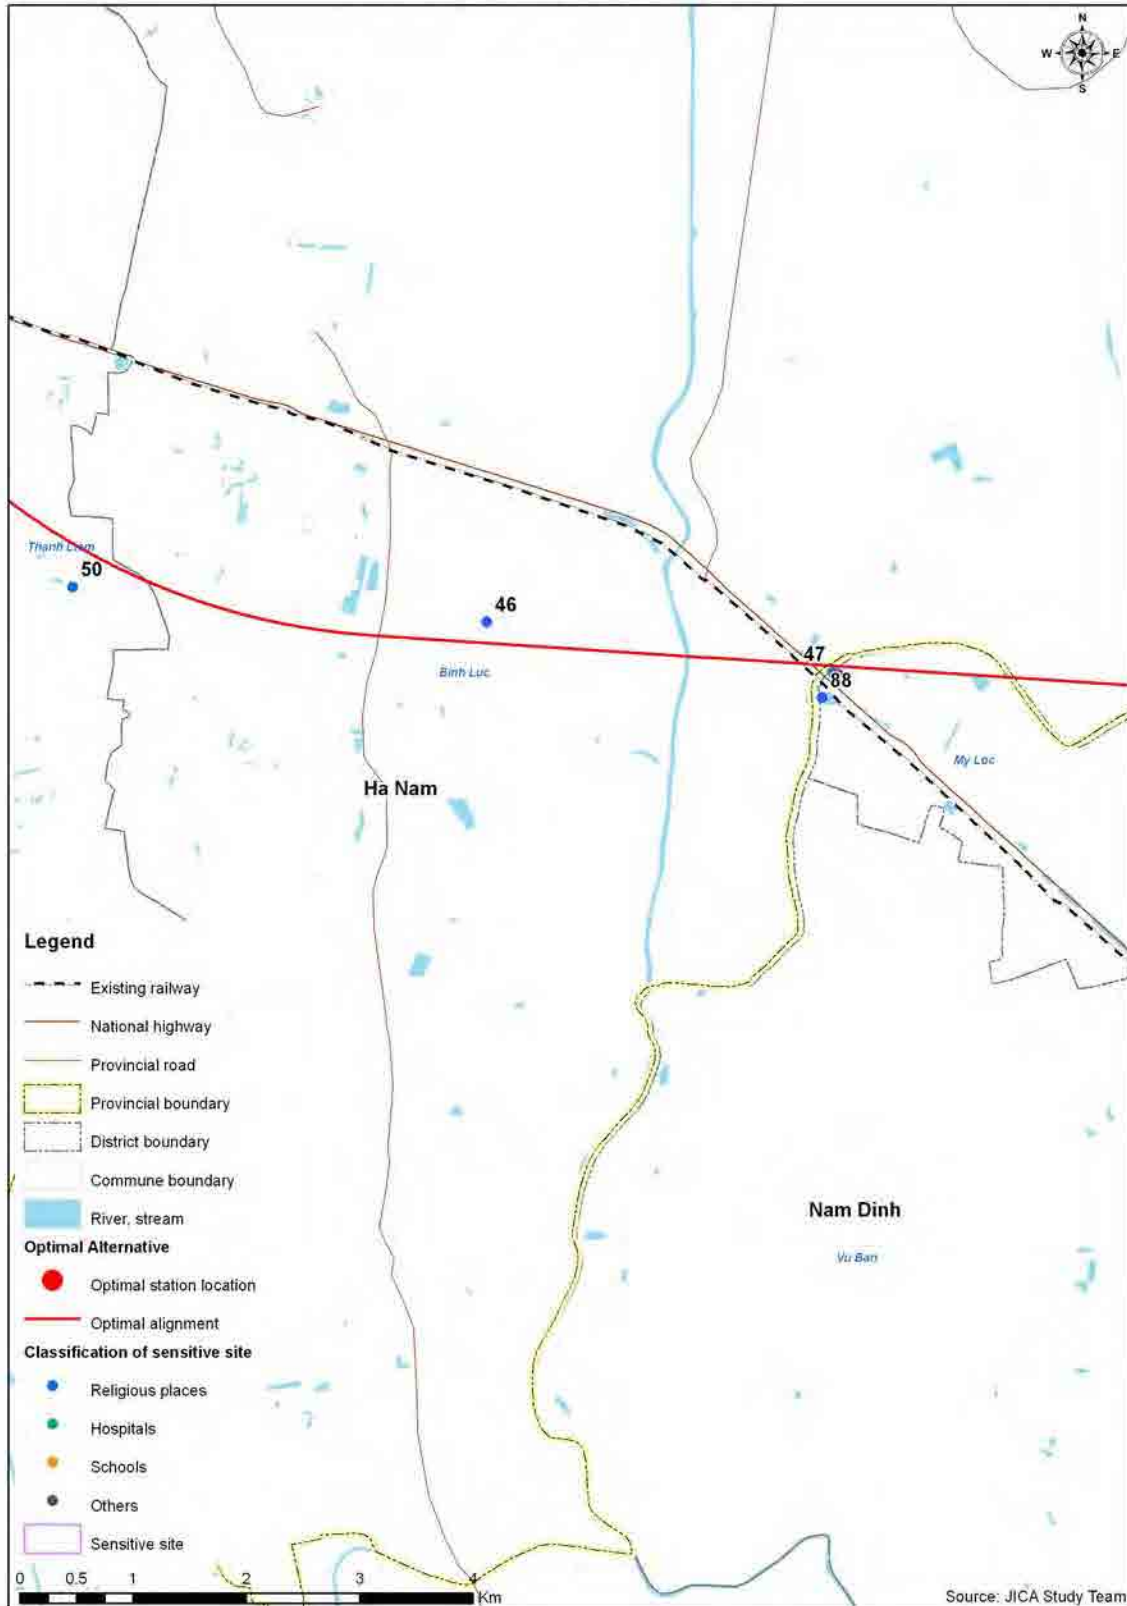 N
W E
S
Thanh Liem
50
46
47
88
Binh Luc
My Loc
Ha Nam
Legend
Existing railway
National highway
Provincial road
Provincial boundary
District boundary
Commune boundary
River, stream
Nam Dinh
Vu Ban
Optimal Alternative
Optimal station location
Optimal alignment
Classification of sensitive site
Religious places
Hospitals
Schools
Others
Sensitive site
0 0.5 1 2 3 4
Km
Source: JICA Study Team